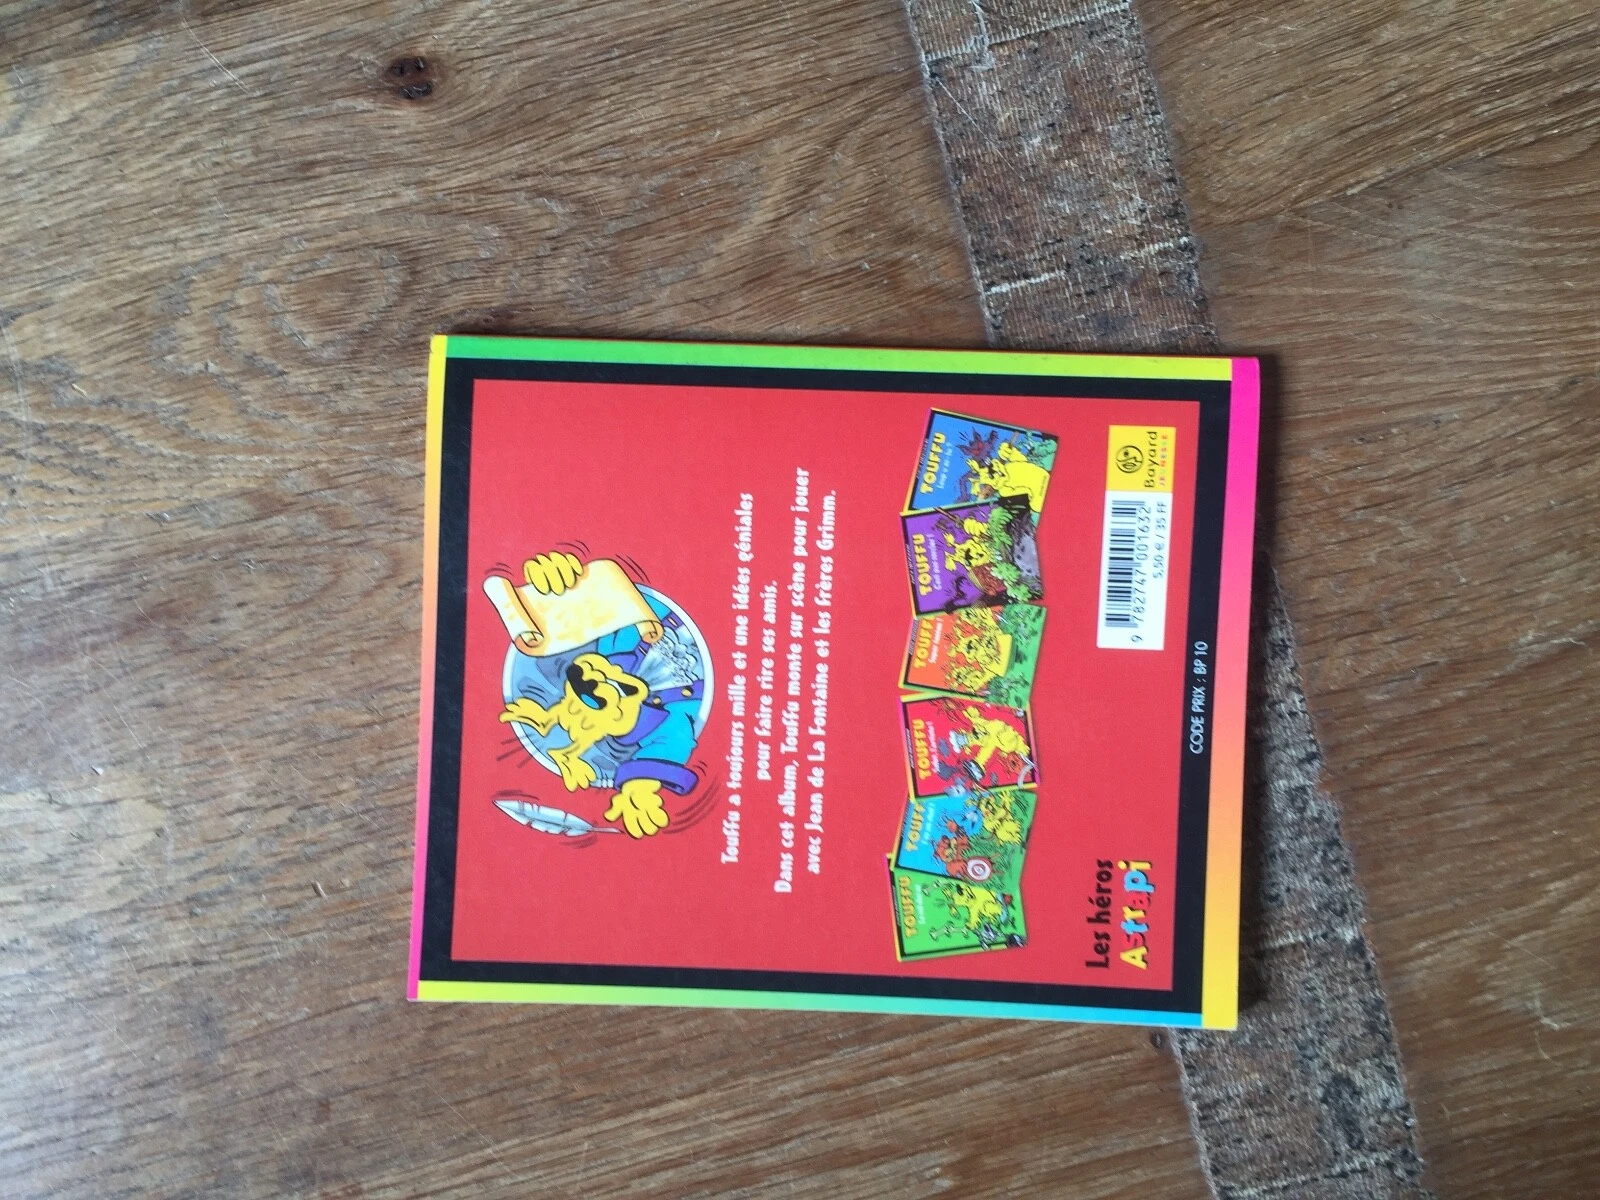 Touffu a toujours mille et une idées géniales
pour faire rire ses amis.
Dans cet album, Touffu monte sur scène pour jouer
avec Jean de La Fontaine et les frères Grimm.
TOUFFU
TOUFFU
TOUFFU
TOUFFU
TOUFFU
Les héros
Astrapi
9 782747 001632
5,50 € / 35 FF
Bayard
JEUNESSE
CODE PRIX : BP 10